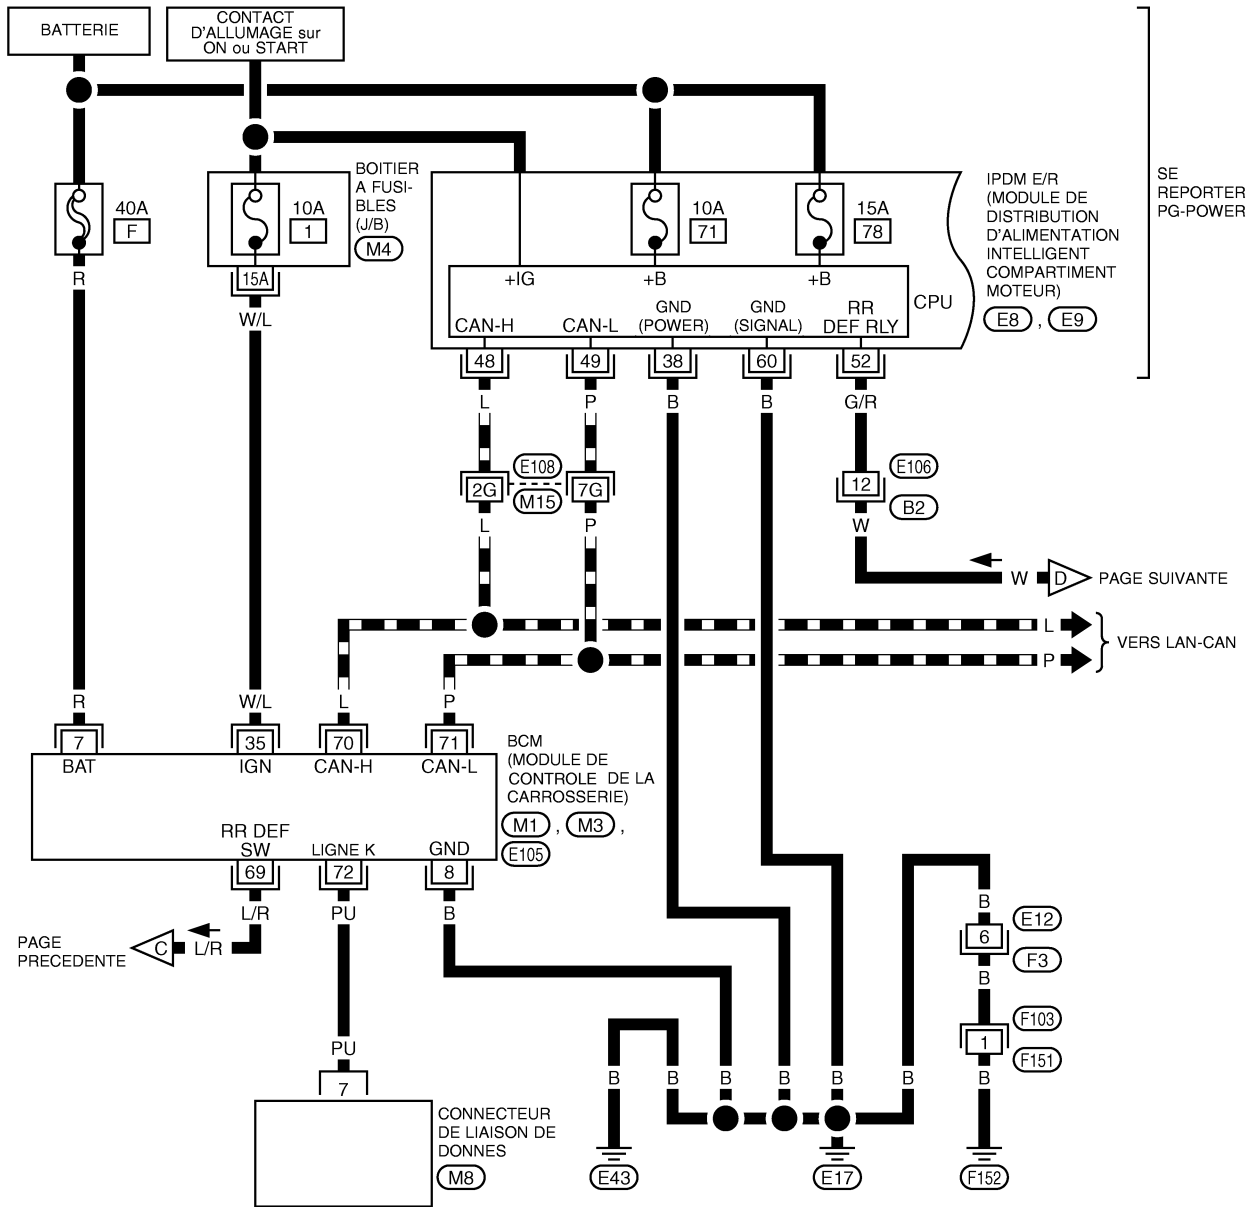 BATTERIE
CONTACT
D'ALLUMAGE sur
ON ou START
40A
F
R
10A
1
15A
W/L
BOITIER
A FUSI-
BLES
(J/B)
M4
10A
71
15A
78
+IG
+B
+B
CPU
CAN-H
CAN-L
GND
(POWER)
GND
(SIGNAL)
RR
DEF RLY
IPDM E/R
(MODULE DE
DISTRIBUTION
D'ALIMENTATION
INTELLIGENT
COMPARTIMENT
MOTEUR)
E8 , E9
SE
REPORTER
PG-POWER
48
49
38
60
52
L
P
B
B
G/R
2G
E108
M15
7G
12
E106
B2
L
P
W
W
D
PAGE SUIVANTE
L
P
VERS LAN-CAN
R
W/L
L
P
7
35
70
71
BAT
IGN
CAN-H
CAN-L
BCM
(MODULE DE
CONTROLE DE LA
CARROSSERIE)
M1 , M3 ,
E105
RR DEF
SW
LIGNE K
GND
69
72
8
L/R
PU
B
PAGE
PRECEDENTE
C
L/R
PU
7
CONNECTEUR
DE LIAISON DE
DONNES
M8
B
6
E12
F3
B
1
F103
F151
B
B
B
B
B
B
B
E43
E17
F152